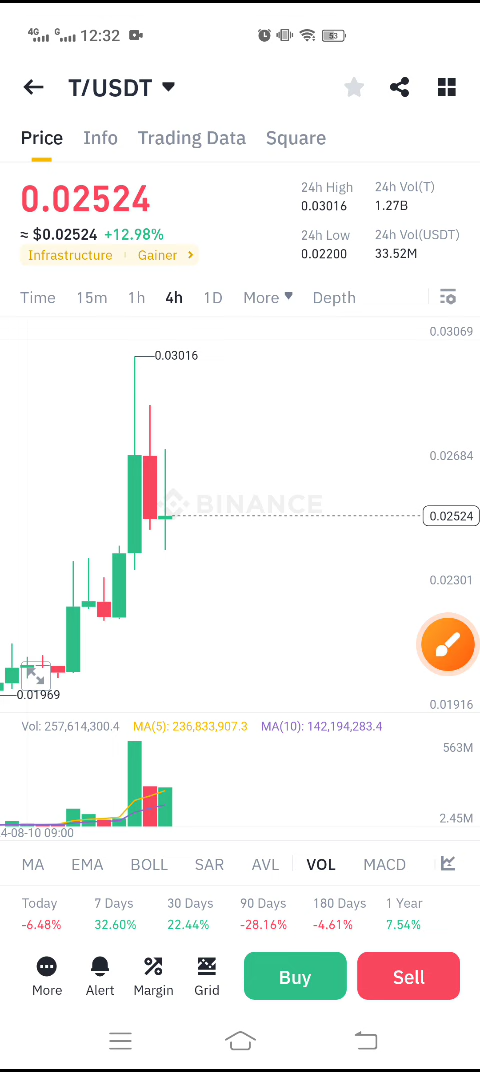 4G G 12:32 53
T/USDT
Price Info Trading Data Square
0.02524
≈ $0.02524 +12.98%
Infrastructure Gainer
24h High 24h Vol(T)
0.03016 1.27B
24h Low 24h Vol(USDT)
0.02200 33.52M
Time 15m 1h 4h 1D More Depth
0.03069
0.03016
0.02684
BINANCE
0.02524
0.02301
0.01969
0.01916
Vol: 257,614,300.4 MA(5): 236,833,907.3 MA(10): 142,194,283.4
563M
2.45M
4-08-10 09:00
MA EMA BOLL SAR AVL VOL MACD
Today 7 Days 30 Days 90 Days 180 Days 1 Year
-6.48% 32.60% 22.44% -28.16% -4.61% 7.54%
More Alert Margin Grid Buy Sell